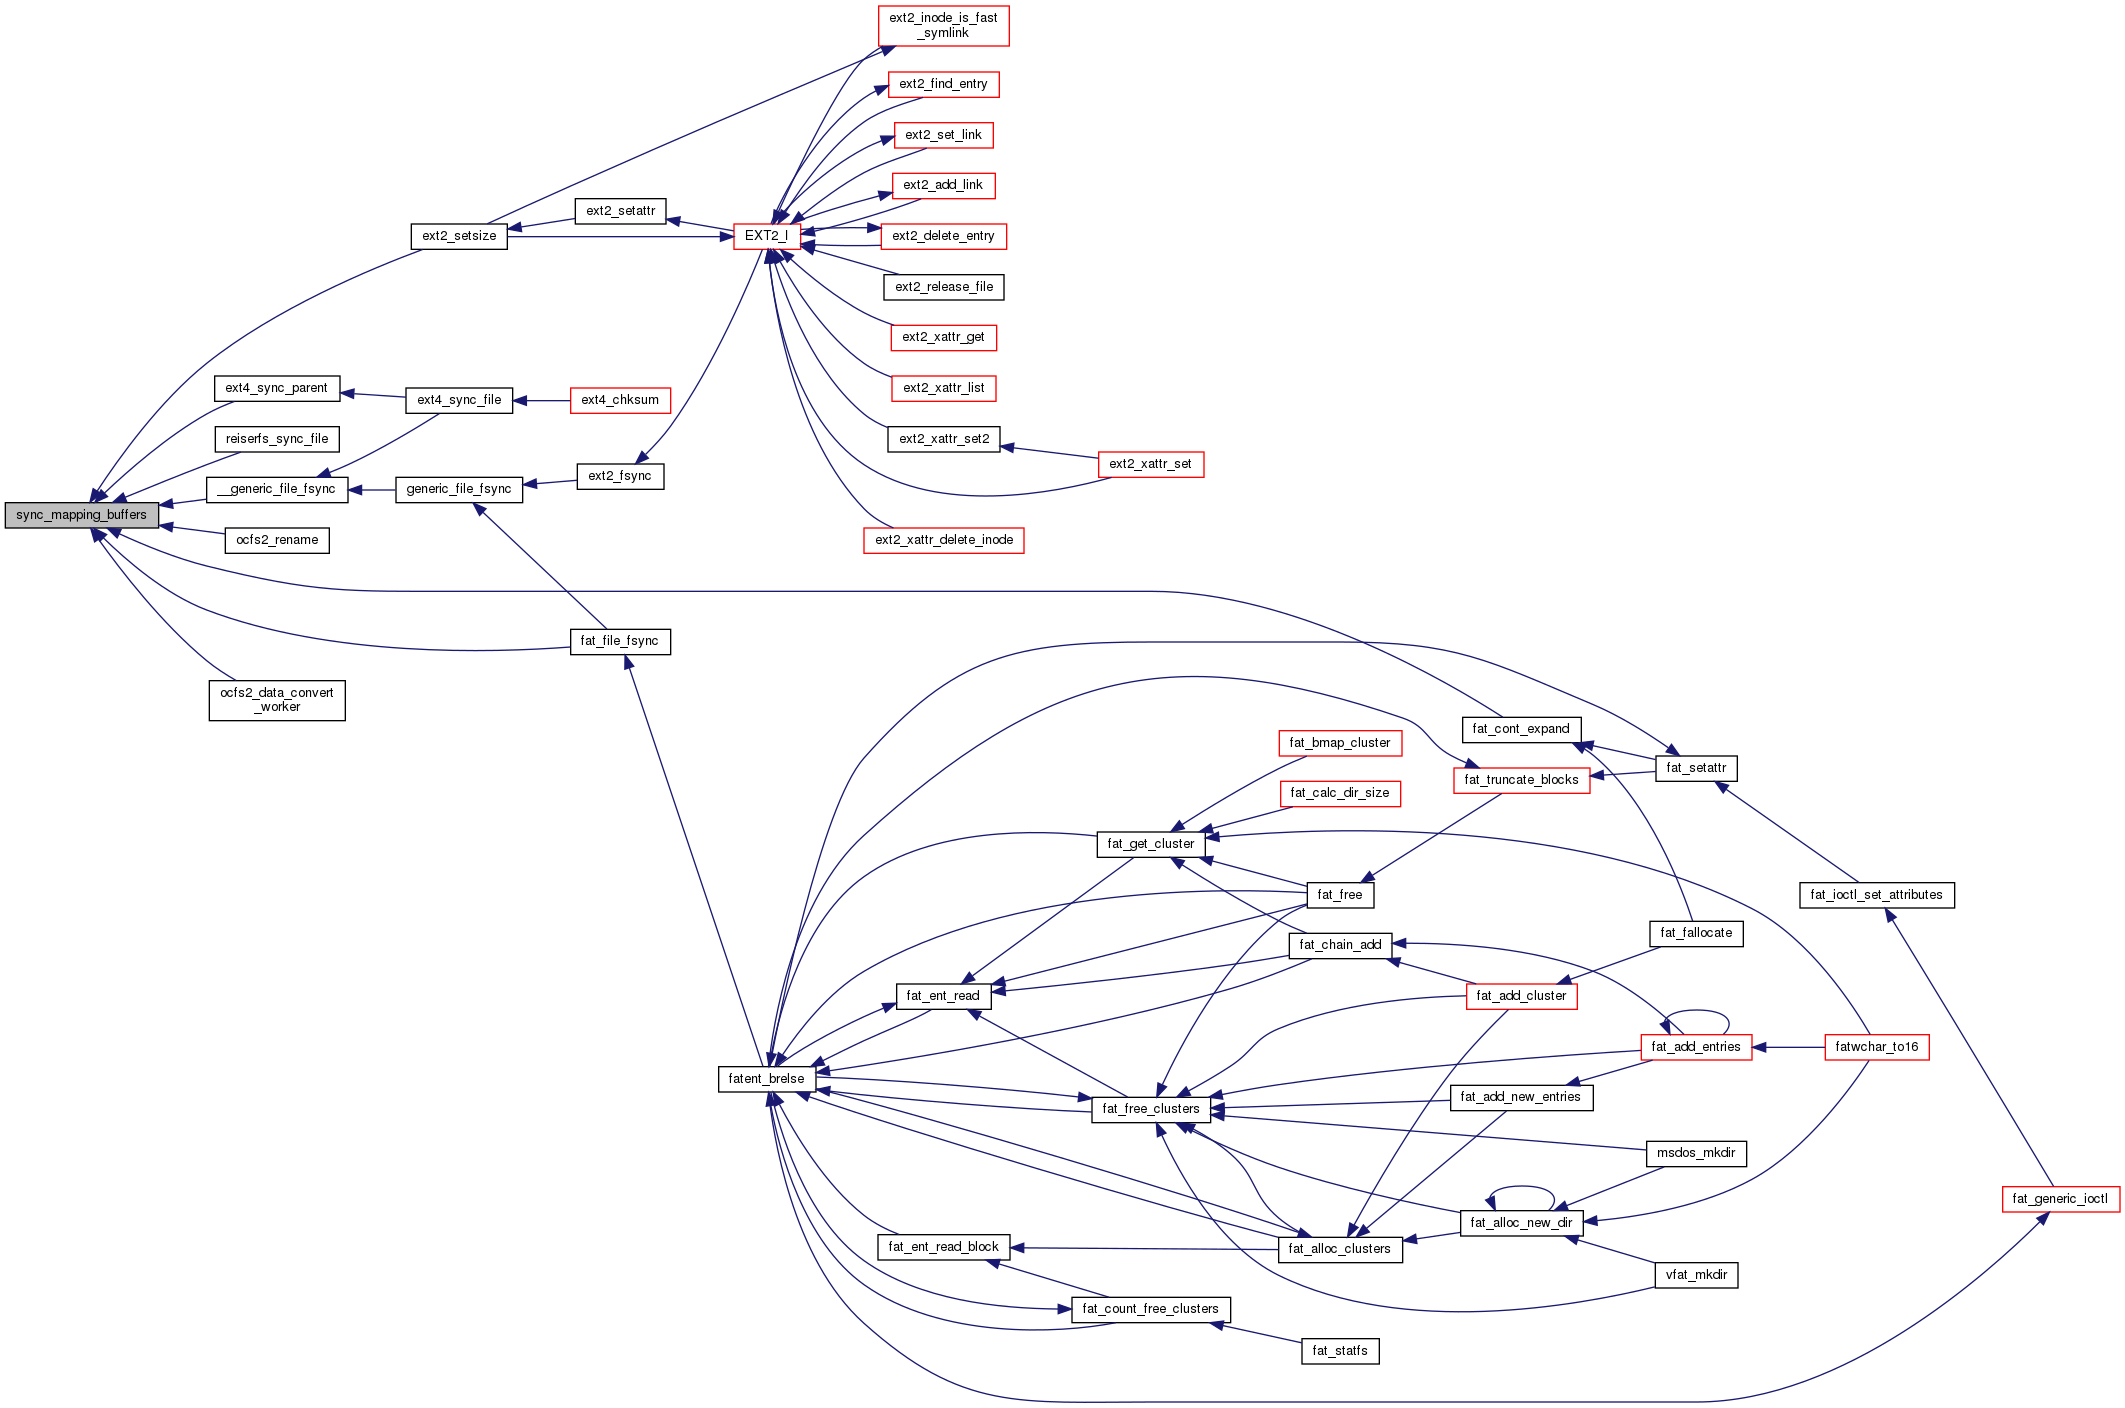 ext2_inode_is_fast
_symlink
ext2_find_entry
ext2_set_link
ext2_add_link
ext2_setattr
ext2_setsize
EXT2_I
ext2_delete_entry
ext2_release_file
ext2_xattr_get
ext4_sync_parent
ext4_sync_file
ext4_chksum
ext2_xattr_list
reiserfs_sync_file
ext2_xattr_set2
ext2_xattr_set
__generic_file_fsync
generic_file_fsync
ext2_fsync
sync_mapping_buffers
ocfs2_rename
ext2_xattr_delete_inode
fat_file_fsync
ocfs2_data_convert
_worker
fat_cont_expand
fat_bmap_cluster
fat_setattr
fat_truncate_blocks
fat_calc_dir_size
fat_get_cluster
fat_free
fat_ioctl_set_attributes
fat_fallocate
fat_chain_add
fat_ent_read
fat_add_cluster
fat_add_entries
fatwchar_to16
fatent_brelse
fat_free_clusters
fat_add_new_entries
msdos_mkdir
fat_generic_ioctl
fat_alloc_new_dir
fat_ent_read_block
fat_alloc_clusters
vfat_mkdir
fat_count_free_clusters
fat_statfs